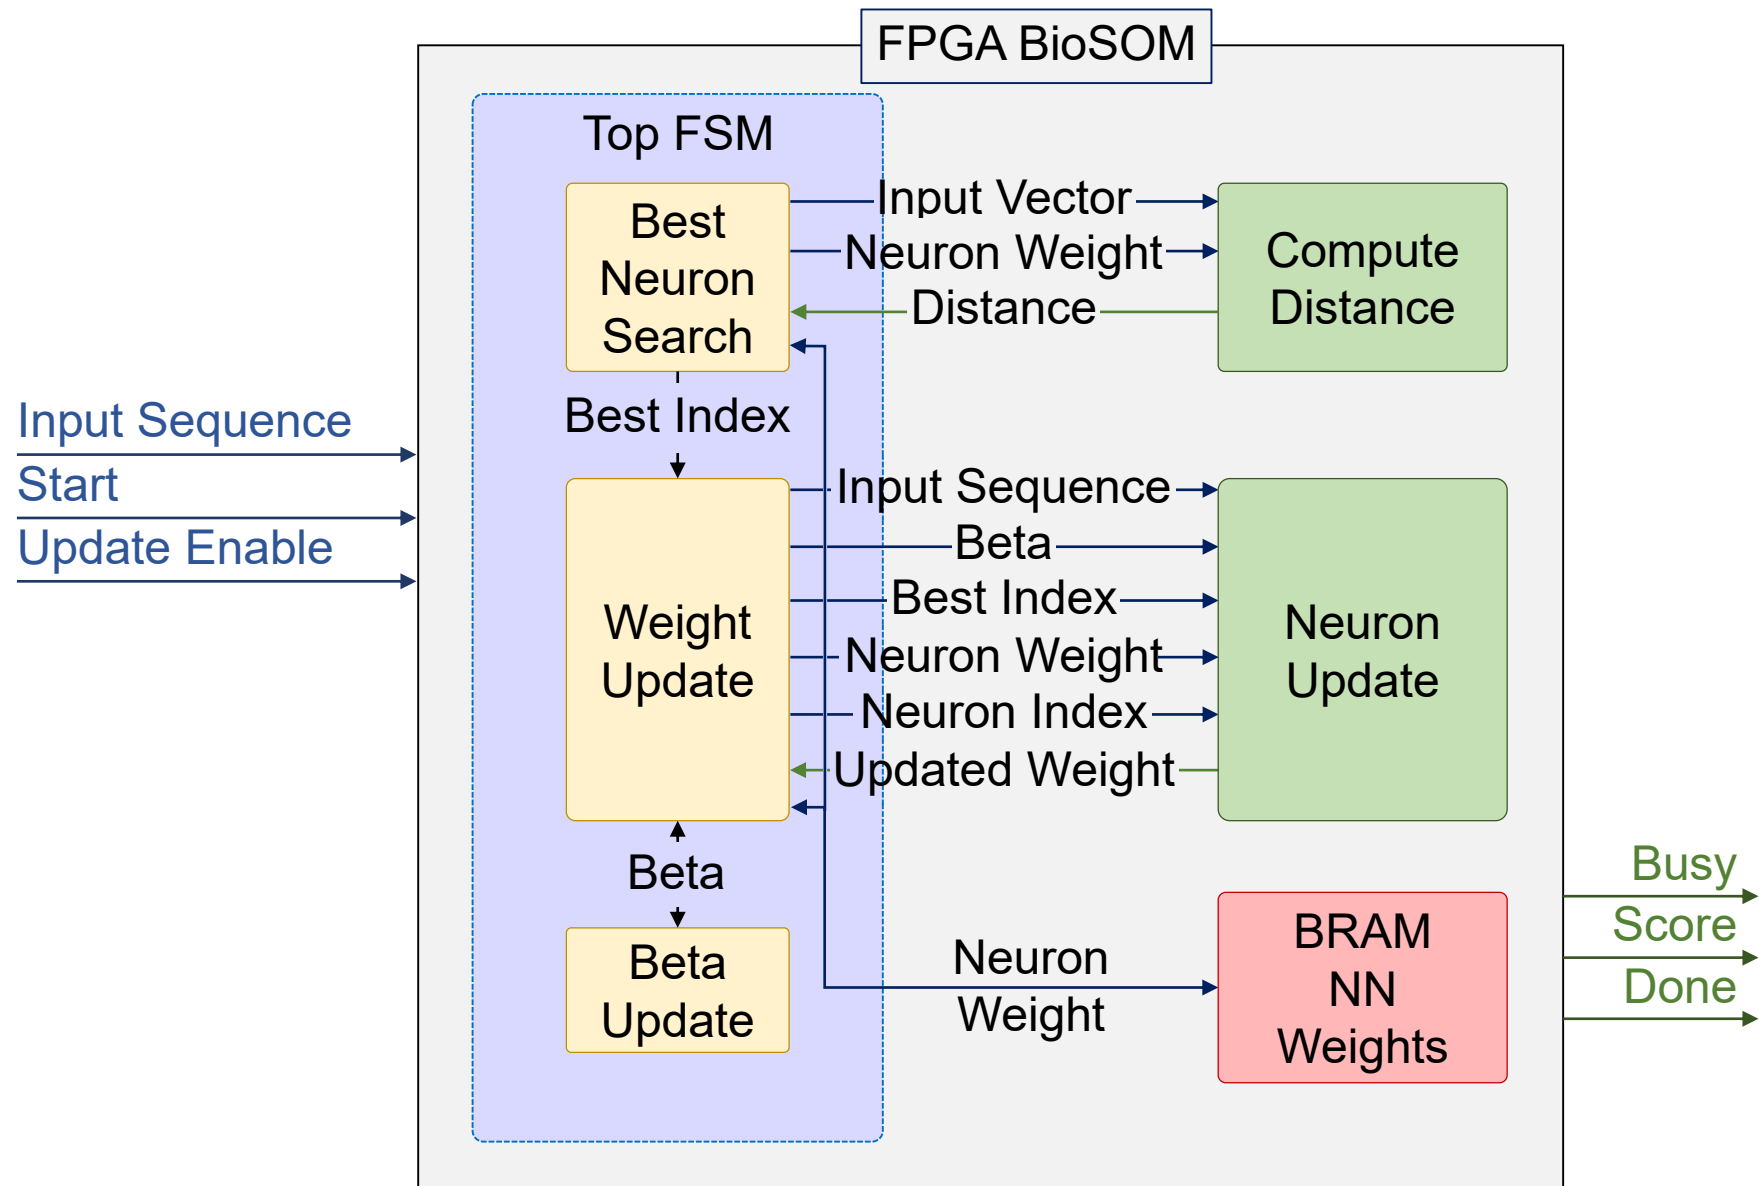 FPGA BioSOM
Top FSM
Best
Neuron
Search
Input Vector
Neuron Weight
Distance
Compute
Distance
Best Index
Input Sequence
Start
Update Enable
Weight
Update
Input Sequence
Beta
Best Index
Neuron Weight
Neuron Index
Updated Weight
Neuron
Update
Beta
Beta
Update
Neuron
Weight
BRAM
NN
Weights
Busy
Score
Done